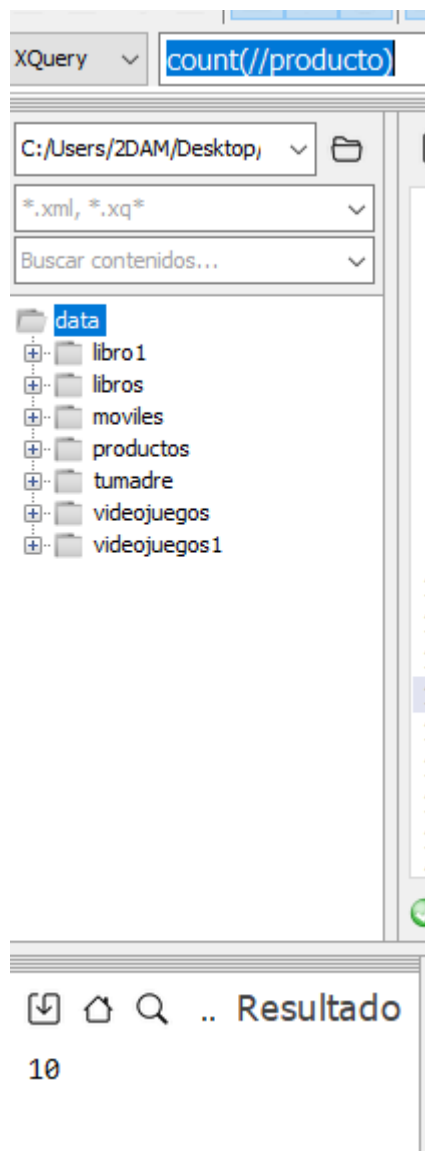 XQuery count(//producto)
C:/Users/2DAM/Desktop/
*.xml, *.xq*
Buscar contenidos...
data
libro1
libros
moviles
productos
tumadre
videojuegos
videojuegos1
.. Resultado
10